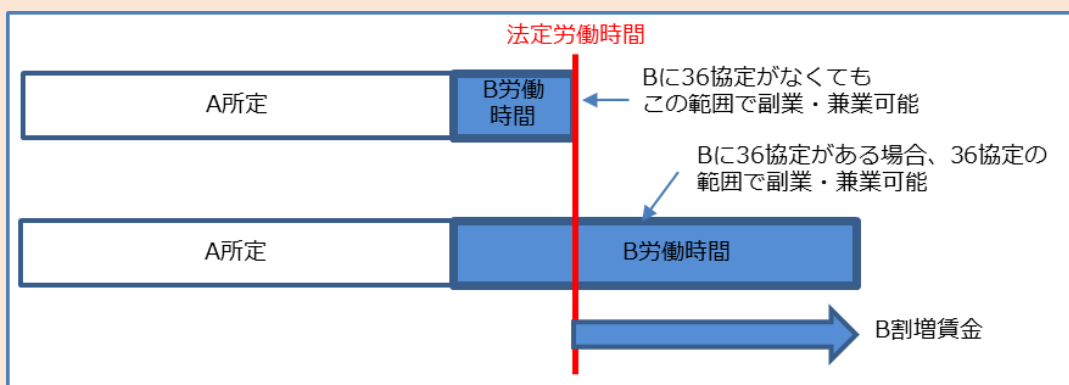 法定労働時間
A所定
B労働
時間
Bに36協定がなくても
この範囲で副業・兼業可能
Bに36協定がある場合、36協定の
範囲で副業・兼業可能
A所定
B労働時間
B割増賃金